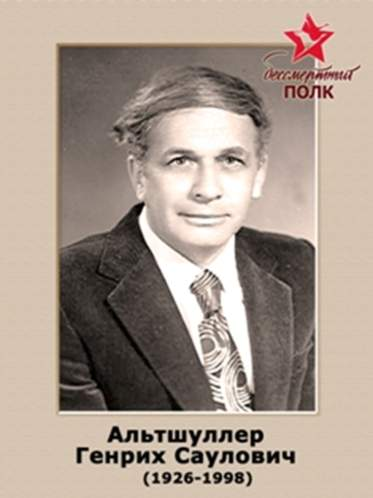 бессмертный
ПОЛК
Альтшуллер
Генрих Саулович
(1926-1998)